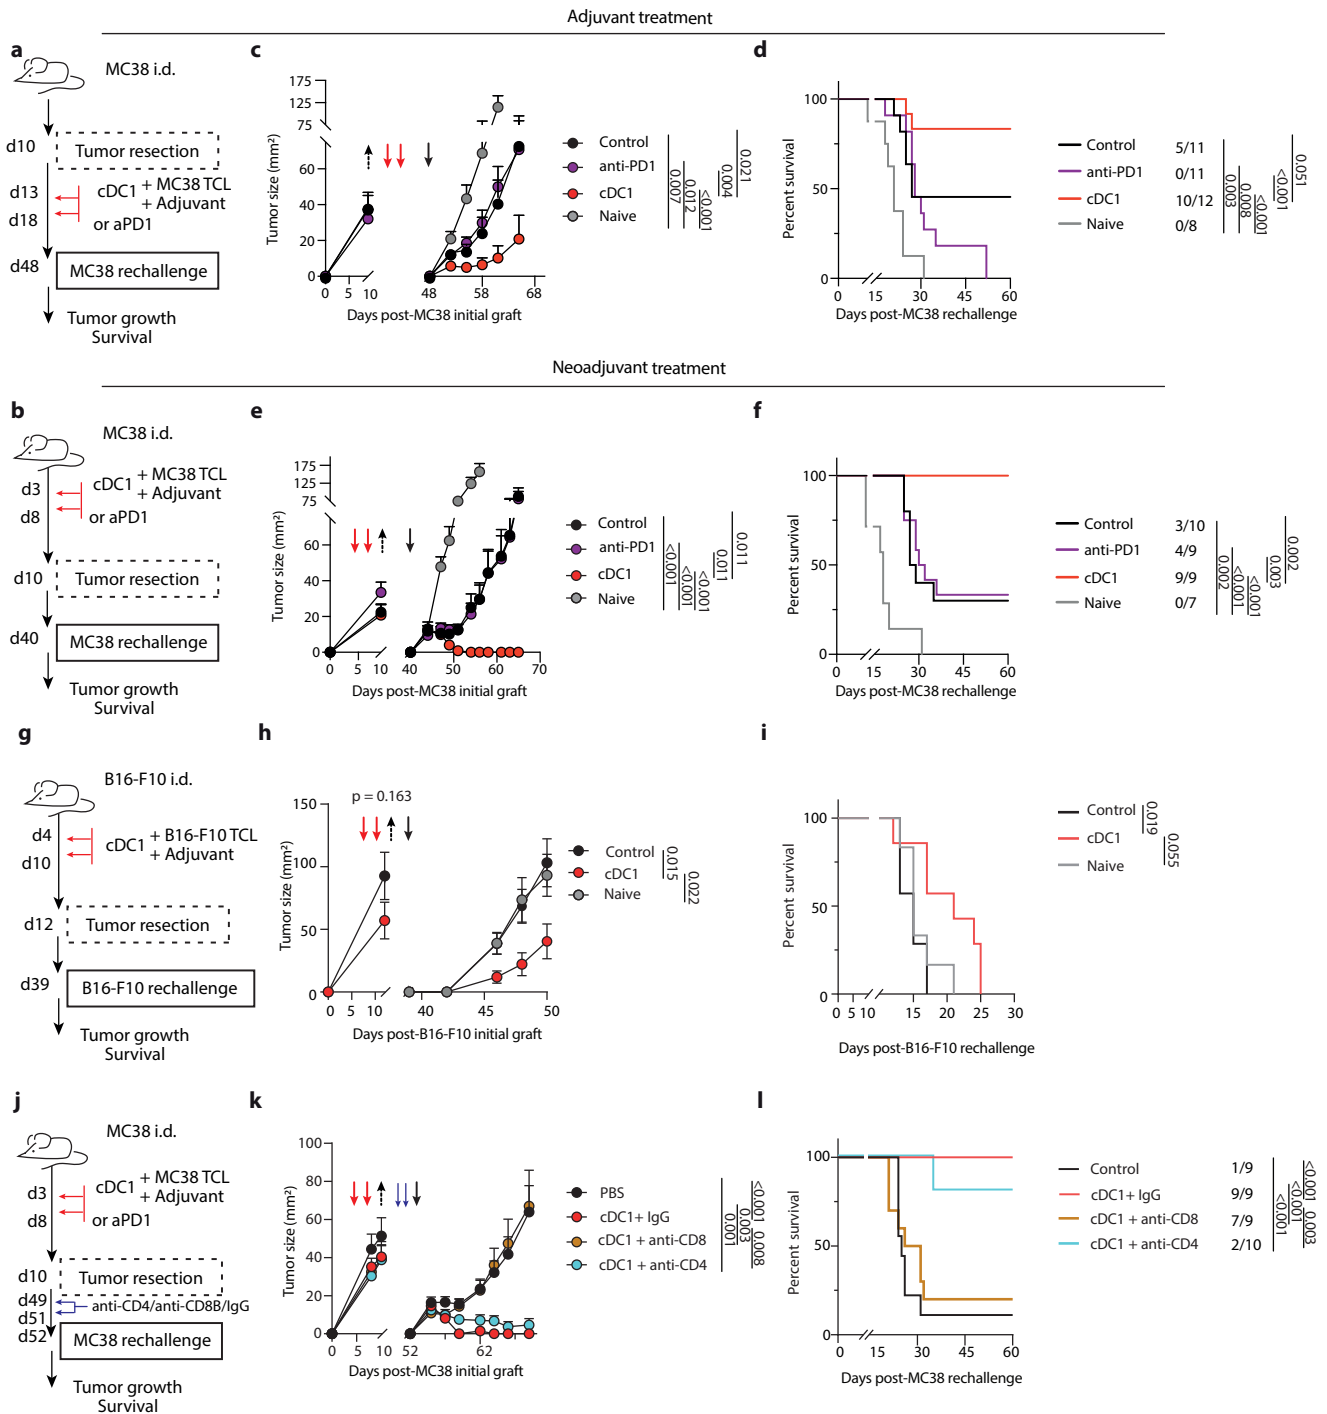 Adjuvant treatment
a
MC38 i.d.
d10
Tumor resection
d13
d18
cDC1 + MC38 TCL
+ Adjuvant
or aPD1
d48
MC38 rechallenge
Tumor growth
Survival
c
Tumor size (mm²)
175
125
75
60
40
20
0
0 5 10 48 58 68
Days post-MC38 initial graft
Control
anti-PD1
cDC1
Naive
0.007
0.012
<0.001
0.004
0.021
d
Percent survival
100
50
0
0 15 30 45 60
Days post-MC38 rechallenge
Control 5/11
anti-PD1 0/11
cDC1 10/12
Naive 0/8
0.003
0.008
<0.001
<0.001
0.051
Neoadjuvant treatment
b
MC38 i.d.
d3
d8
cDC1 + MC38 TCL
+ Adjuvant
or aPD1
d10
Tumor resection
d40
MC38 rechallenge
Tumor growth
Survival
e
Tumor size (mm²)
175
125
75
60
40
20
0
0 5 10 40 50 60 70
Days post-MC38 initial graft
Control
anti-PD1
cDC1
Naive
<0.001
<0.001
<0.001
0.011
0.011
f
Percent survival
100
50
0
0 15 30 45 60
Days post-MC38 rechallenge
Control 3/10
anti-PD1 4/9
cDC1 9/9
Naive 0/7
0.002
<0.001
<0.001
0.003
0.002
g
B16-F10 i.d.
d4
d10
cDC1 + B16-F10 TCL
+ Adjuvant
d12
Tumor resection
d39
B16-F10 rechallenge
Tumor growth
Survival
h
p = 0.163
Tumor size (mm²)
150
100
50
0
0 5 10 40 45 50
Days post-B16-F10 initial graft
Control
cDC1
Naive
0.015
0.022
i
Percent survival
100
50
0
0 5 10 15 20 25 30
Days post-B16-F10 rechallenge
Control
cDC1
Naive
0.019
0.055
j
MC38 i.d.
d3
d8
cDC1 + MC38 TCL
+ Adjuvant
or aPD1
d10
Tumor resection
d49
anti-CD4/anti-CD8B/IgG
d51
d52
MC38 rechallenge
Tumor growth
Survival
k
Tumor size (mm²)
100
80
60
40
20
0
0 5 10 52 62
Days post-MC38 initial graft
PBS
cDC1+ IgG
cDC1 + anti-CD8
cDC1 + anti-CD4
0.001
0.003
<0.001 0.0008
l
Percent survival
100
50
0
0 15 30 45 60
Days post-MC38 rechallenge
Control 1/9
cDC1+ IgG 9/9
cDC1 + anti-CD8 7/9
cDC1 + anti-CD4 2/10
<0.001
<0.001
<0.001 0.003